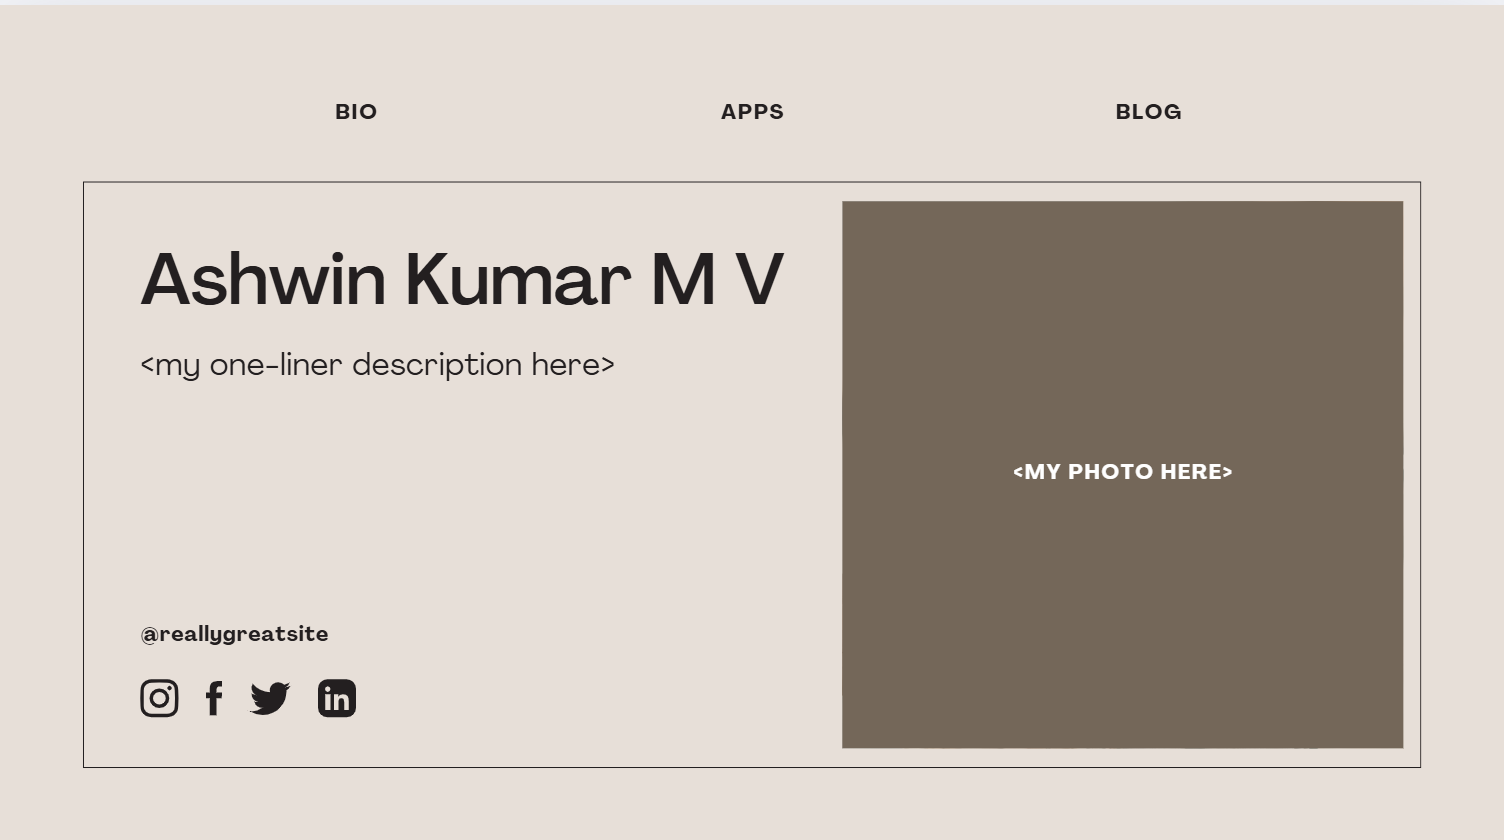 BIO
APPS
BLOG
Ashwin Kumar M V
<my one-liner description here>
<MY PHOTO HERE>
@reallygreatsite